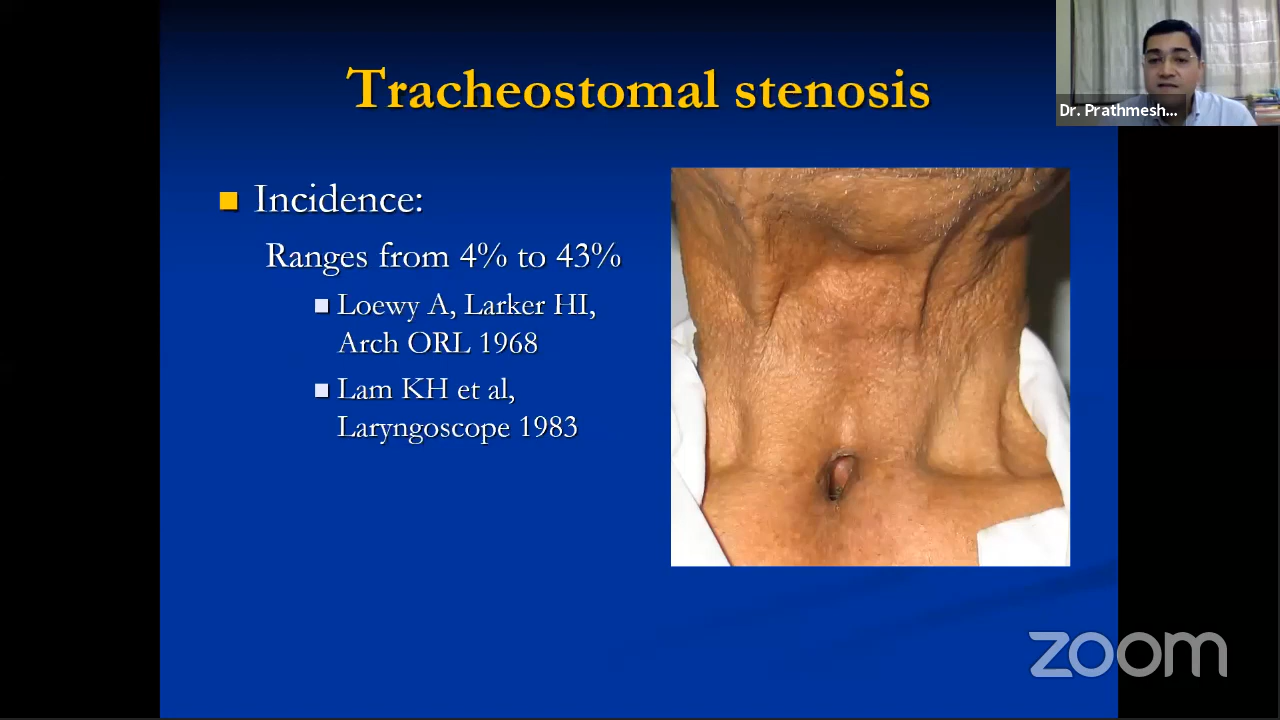 Tracheostomal stenosis
Dr. Prathmesh...
Incidence:
Ranges from 4% to 43%
Loewy A, Larker HI,
Arch ORL 1968
Lam KH et al,
Laryngoscope 1983
zoom